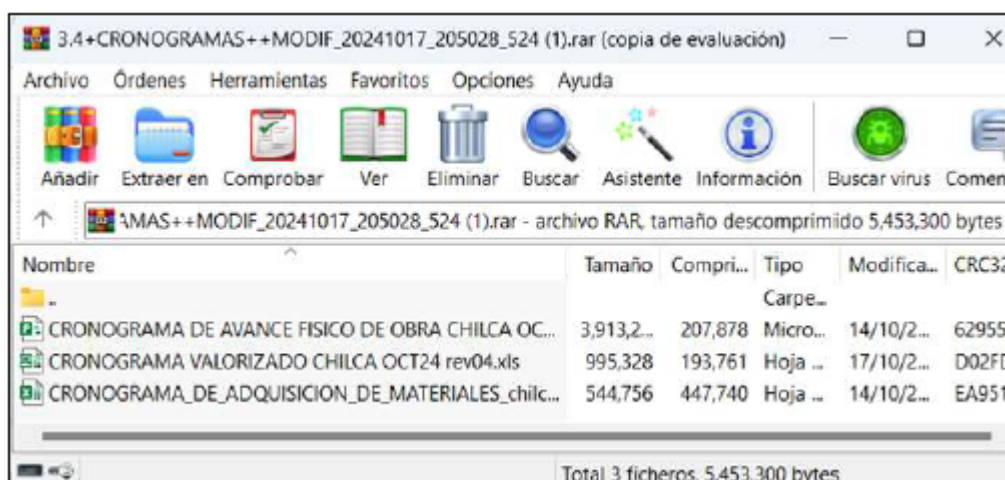 3.4+CRONOGRAMAS++MODIF_20241017_205028_524 (1).rar (copia de evaluación)
Archivo Órdenes Herramientas Favoritos Opciones Ayuda
Añadir Extraer en Comprobar Ver Eliminar Buscar Asistente Información Buscar virus Comen
AMAS++MODIF_20241017_205028_524 (1).rar - archivo RAR, tamaño descomprimido 5,453,300 bytes
Nombre Tamaño Compri... Tipo Modifica... CRC32
.. Carpe...
CRONOGRAMA DE AVANCE FISICO DE OBRA CHILCA OC... 3,913,2... 207,878 Micro... 14/10/2... 62955
CRONOGRAMA VALORIZADO CHILCA OCT24 rev04.xls 995,328 193,761 Hoja ... 17/10/2... D02FD
CRONOGRAMA_DE_ADQUISICION_DE_MATERIALES_chilc... 544,756 447,740 Hoja ... 14/10/2... EA951
Total 3 ficheros, 5,453,300 bytes